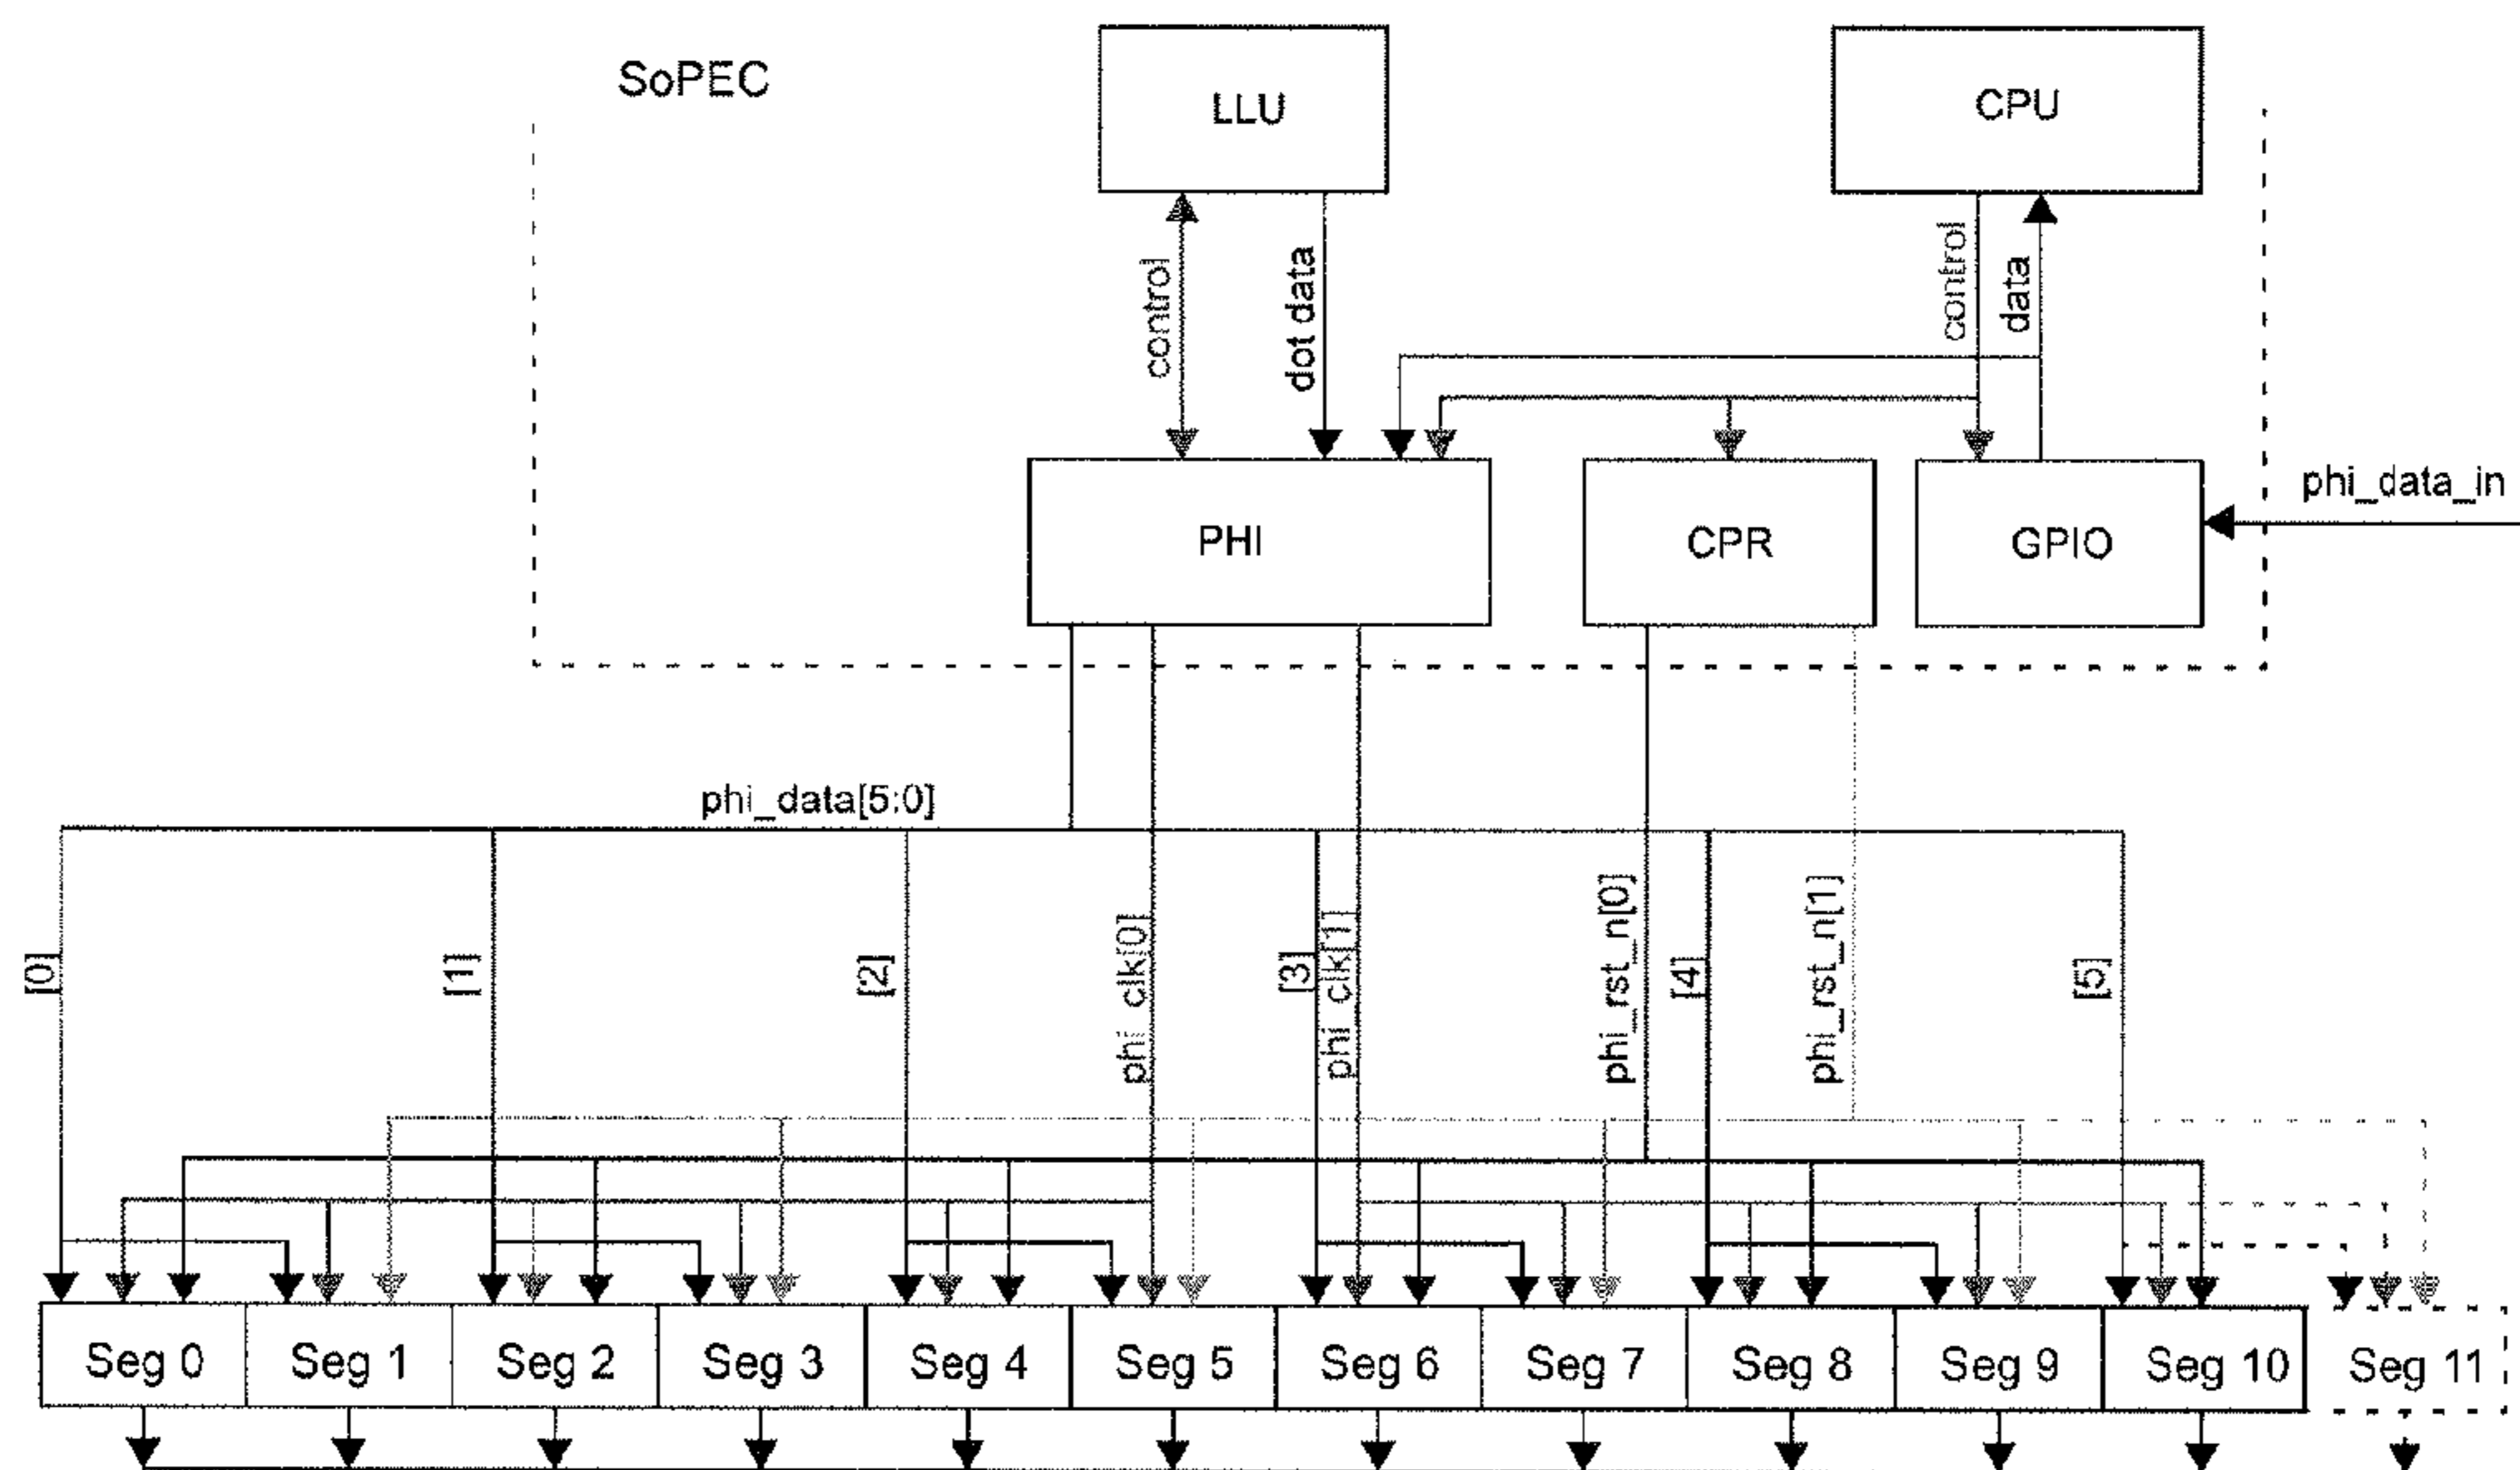 SoPEC
LLU
CPU
control
dot data
control
data
PHI
CPR
GPIO
phi_data_in
phi_data[5:0]
[0]
[1]
[2]
phi_clk[0]
[3]
phi_clk[1]
phi_rst_n[0]
[4]
phi_rst_n[1]
[5]
Seg 0
Seg 1
Seg 2
Seg 3
Seg 4
Seg 5
Seg 6
Seg 7
Seg 8
Seg 9
Seg 10
Seg 11